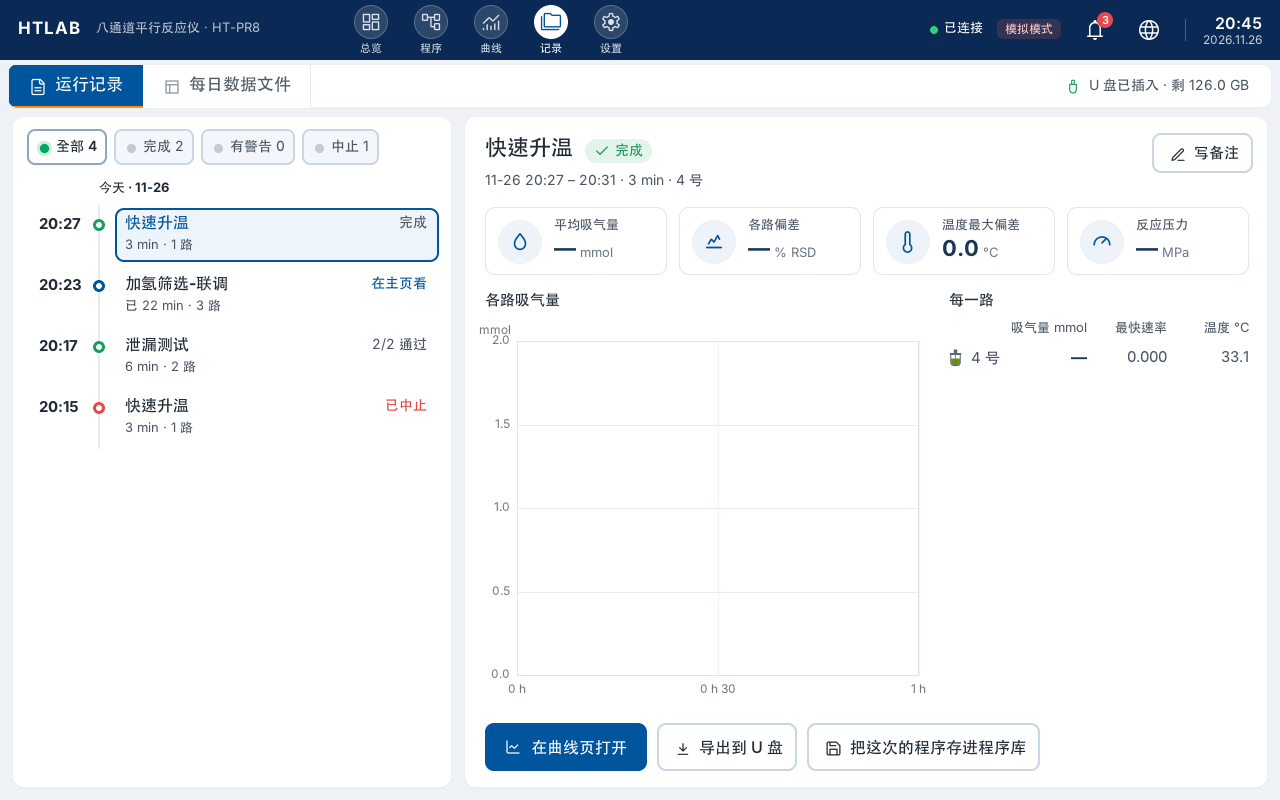 HTLAB 八通道平行反应仪 · HT-PR8
总览 程序 曲线 记录 设置
已连接 模拟模式 3 20:45
2026.11.26
运行记录 每日数据文件 U 盘已插入 · 剩 126.0 GB
全部 4 完成 2 有警告 0 中止 1
今天 · 11-26
20:27 快速升温 完成
3 min · 1 路
20:23 加氢筛选-联调 在主页看
已 22 min · 3 路
20:17 泄漏测试 2/2 通过
6 min · 2 路
20:15 快速升温 已中止
3 min · 1 路
快速升温 完成
写备注
11-26 20:27 – 20:31 · 3 min · 4 号
平均吸气量
— mmol
各路偏差
— % RSD
温度最大偏差
0.0 °C
反应压力
— MPa
各路吸气量
mmol
2.0
1.5
1.0
0.5
0.0
0 h 0 h 30 1 h
每一路
吸气量 mmol 最快速率 温度 °C
4 号 — 0.000 33.1
在曲线页打开 导出到 U 盘 把这次的程序存进程序库